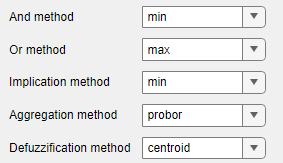 And method min
Or method max
Implication method min
Aggregation method probor
Defuzzification method centroid